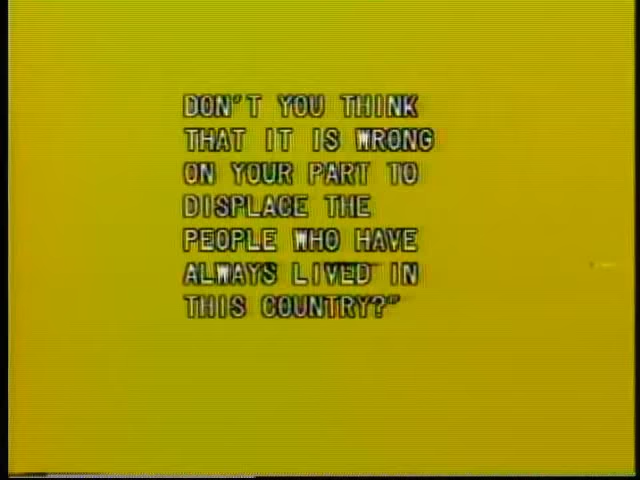 DON'T YOU THINK
THAT IT IS WRONG
ON YOUR PART TO
DISPLACE THE
PEOPLE WHO HAVE
ALWAYS LIVED IN
THIS COUNTRY?"